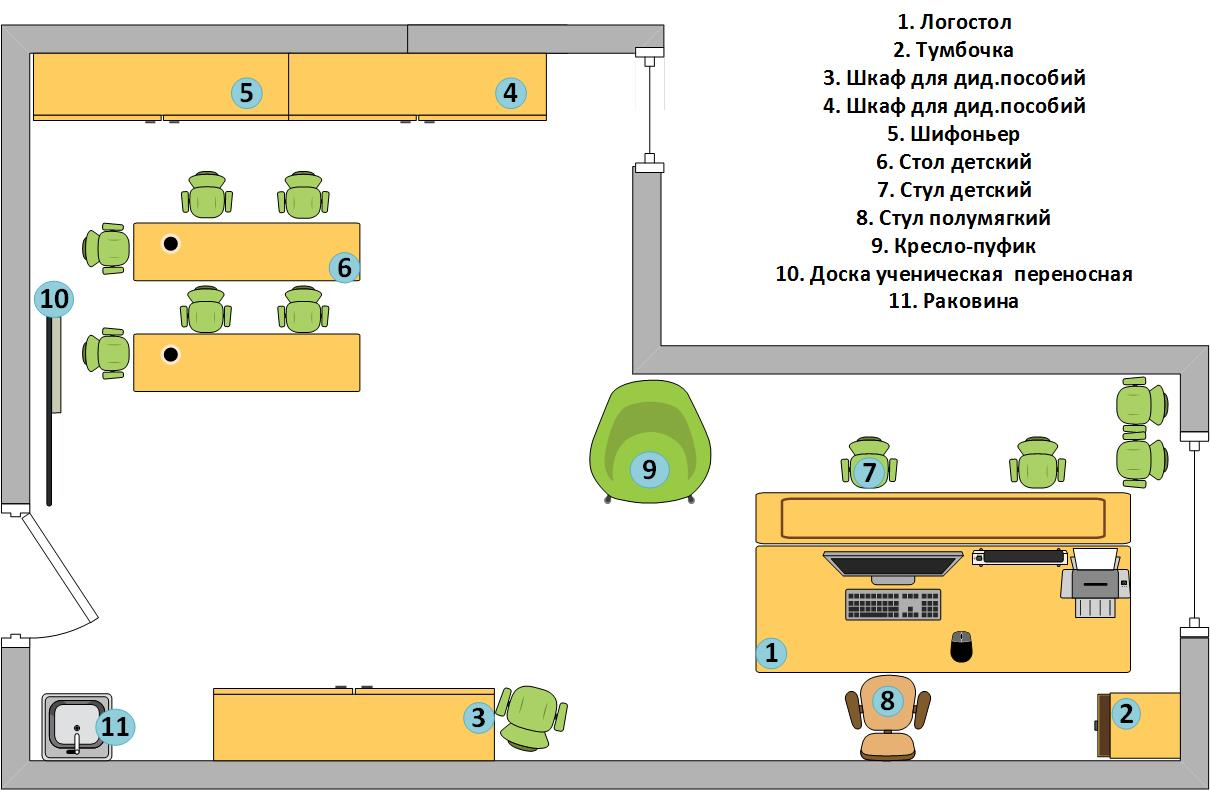 1. Логостол
2. Тумбочка
3. Шкаф для дид.пособий
4. Шкаф для дид.пособий
5. Шифоньер
6. Стол детский
7. Стул детский
8. Стул полумягкий
9. Кресло-пуфик
10. Доска ученическая  переносная
11. Раковина
5
4
6
10
9
7
1
8
2
3
11